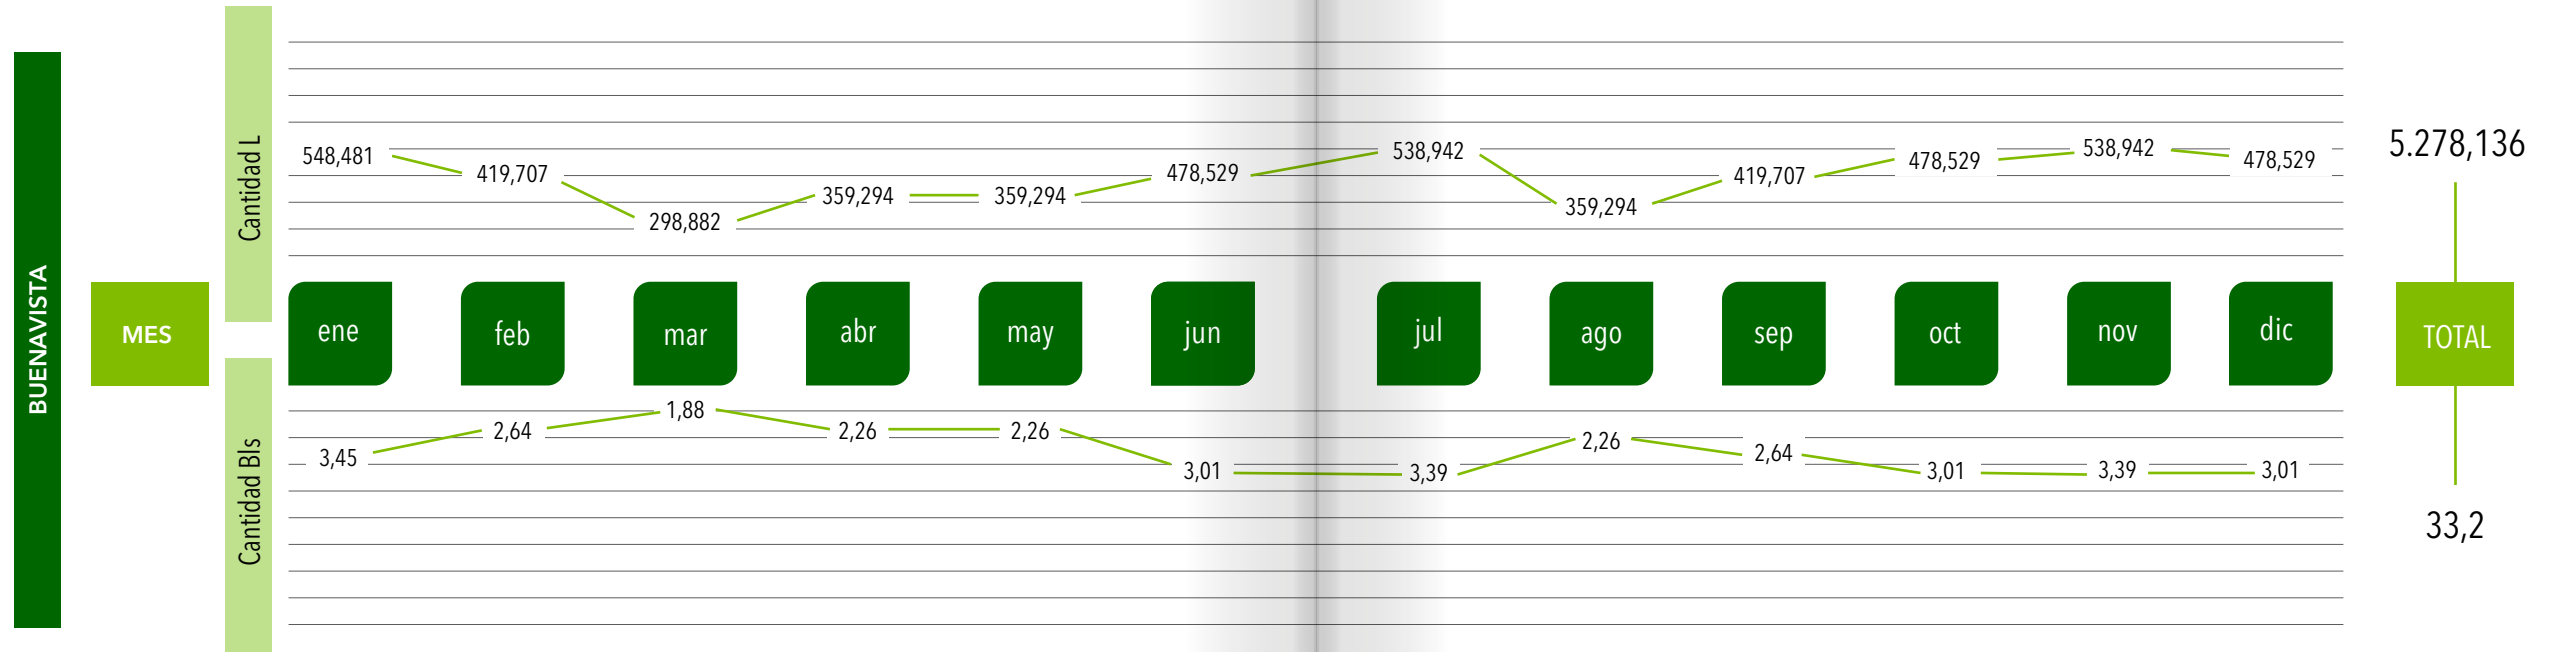 BUENAVISTA
MES
Cantidad L
548,481 419,707 298,882 359,294 359,294 478,529 538,942 359,294 419,707 478,529 538,942 478,529
5.278,136
ene feb mar abr may jun jul ago sep oct nov dic
TOTAL
Cantidad Bls
3,45 2,64 1,88 2,26 2,26 3,01 3,39 2,26 2,64 3,01 3,39 3,01
33,2